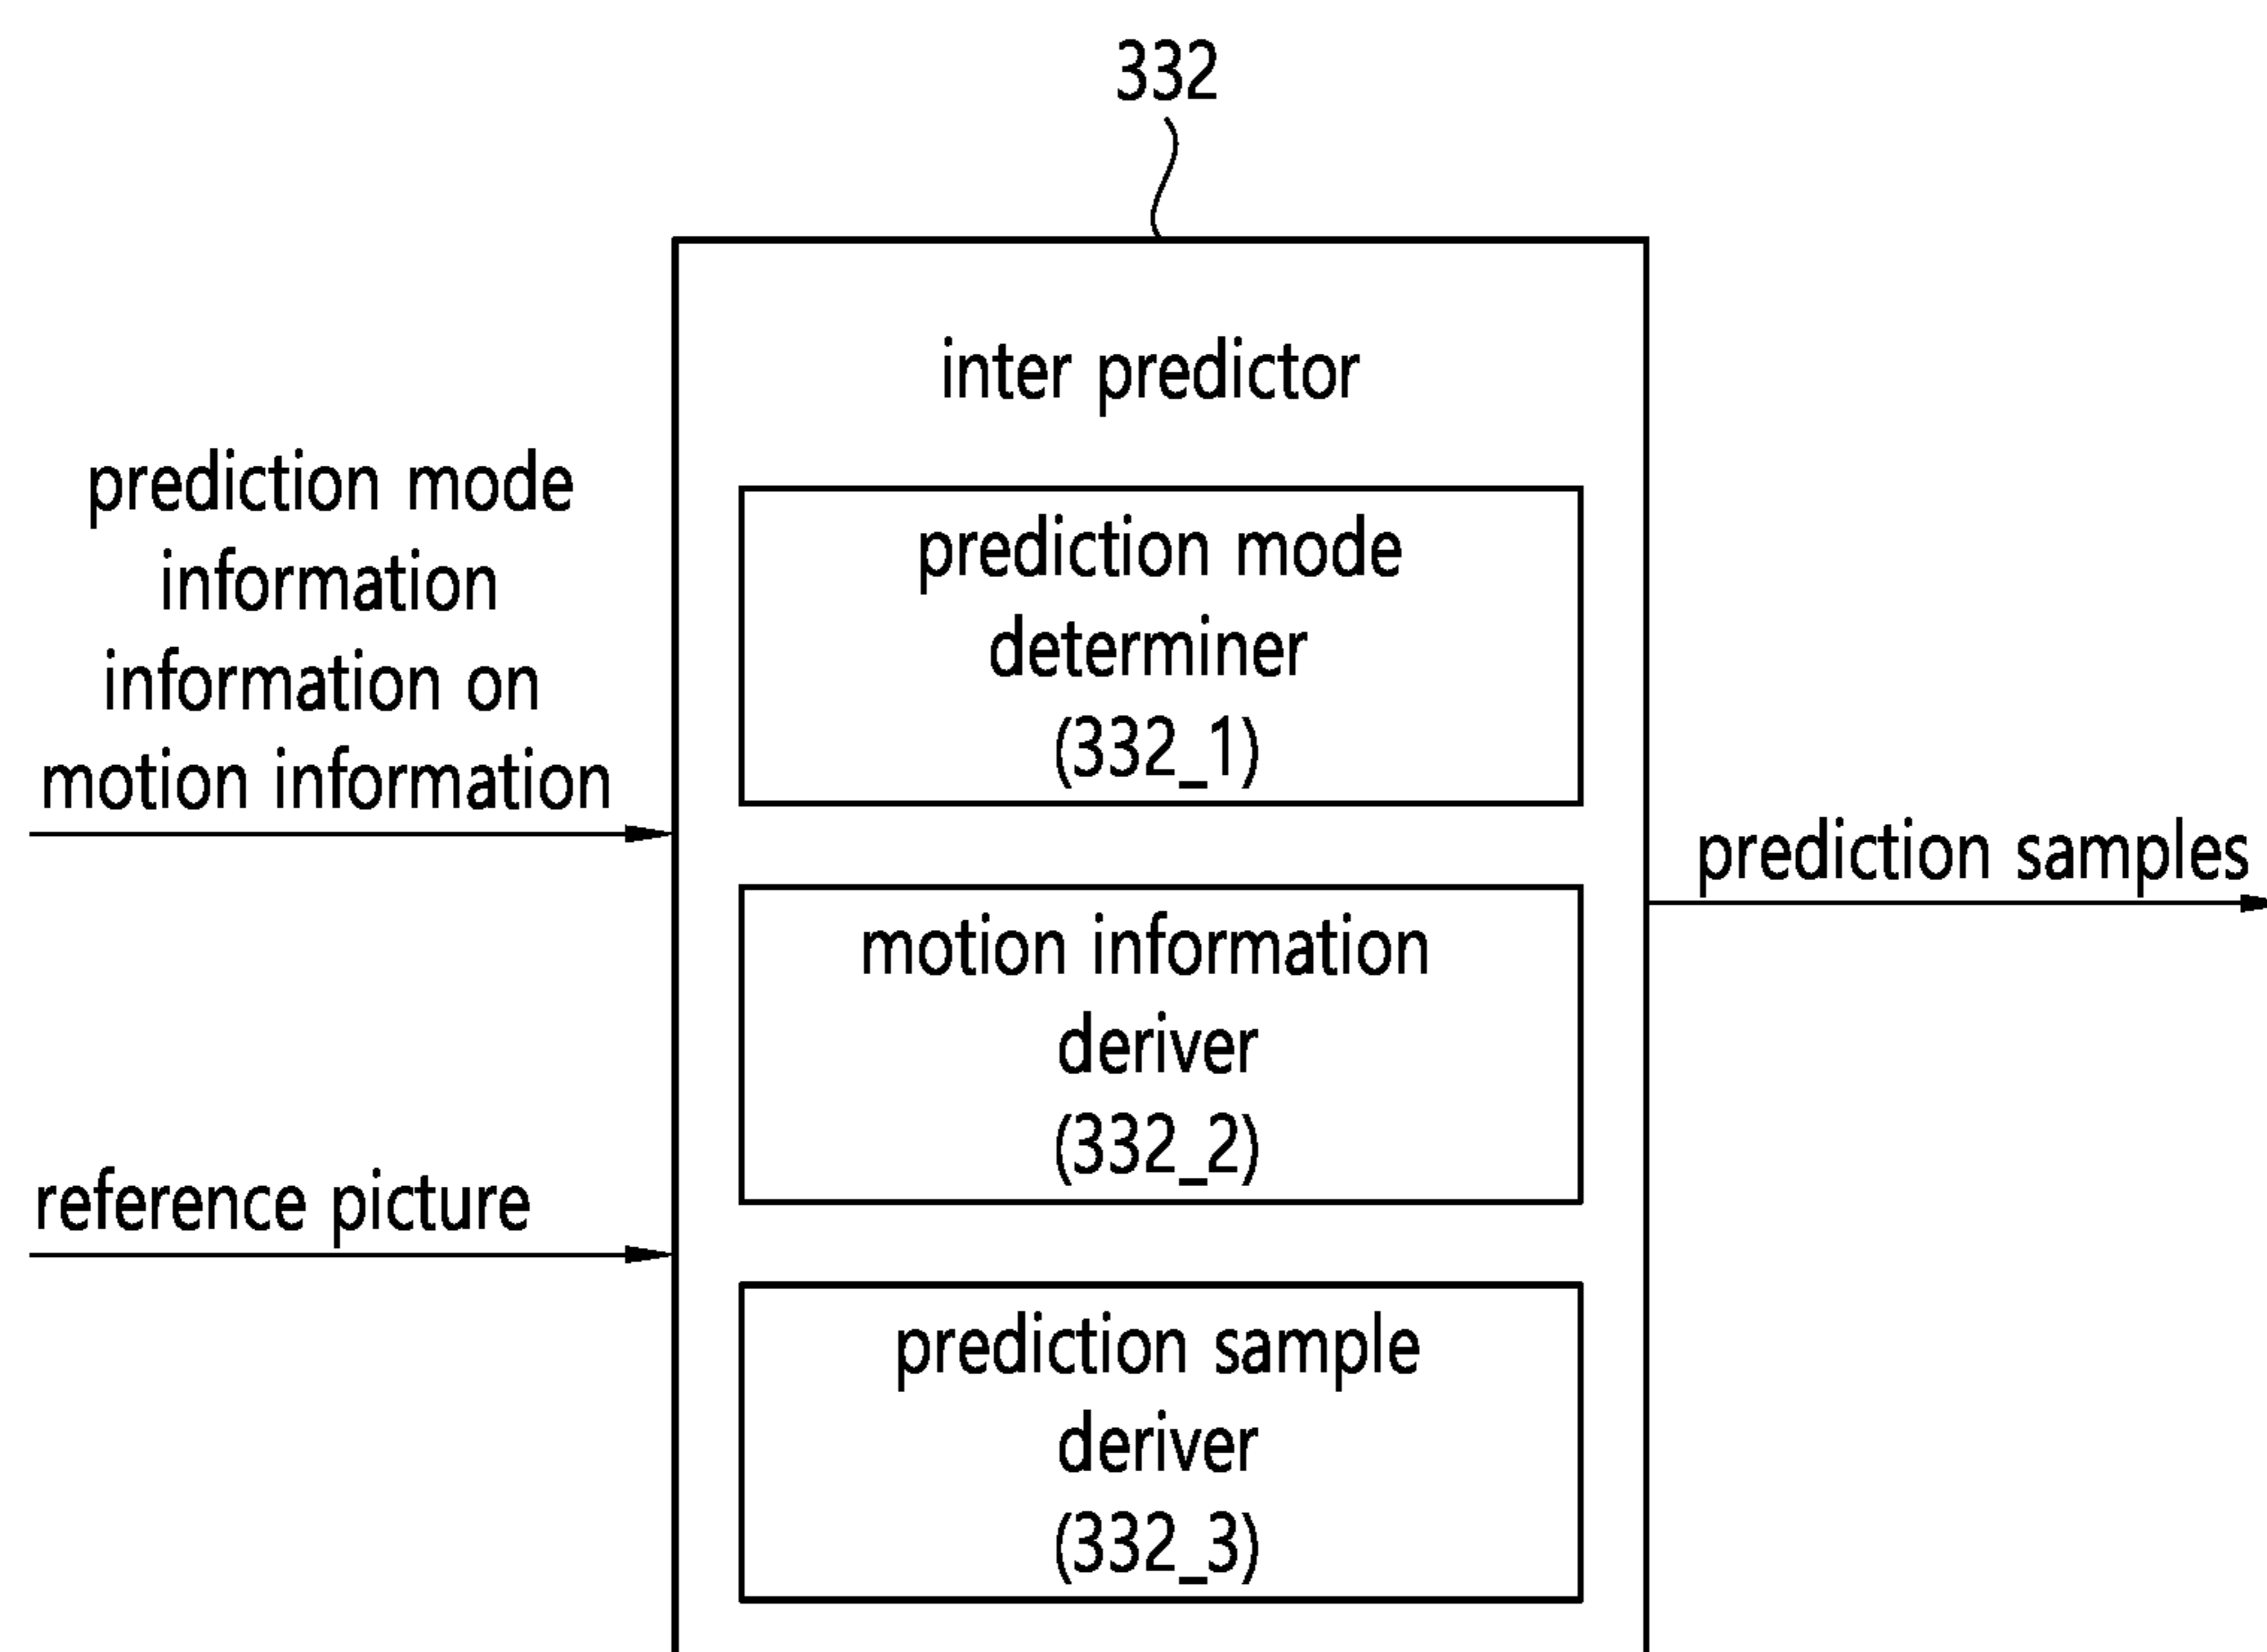 332
inter predictor
prediction mode
information
information on
motion information
prediction mode
determiner
(332_1)
prediction samples
motion information
deriver
(332_2)
reference picture
prediction sample
deriver
(332_3)